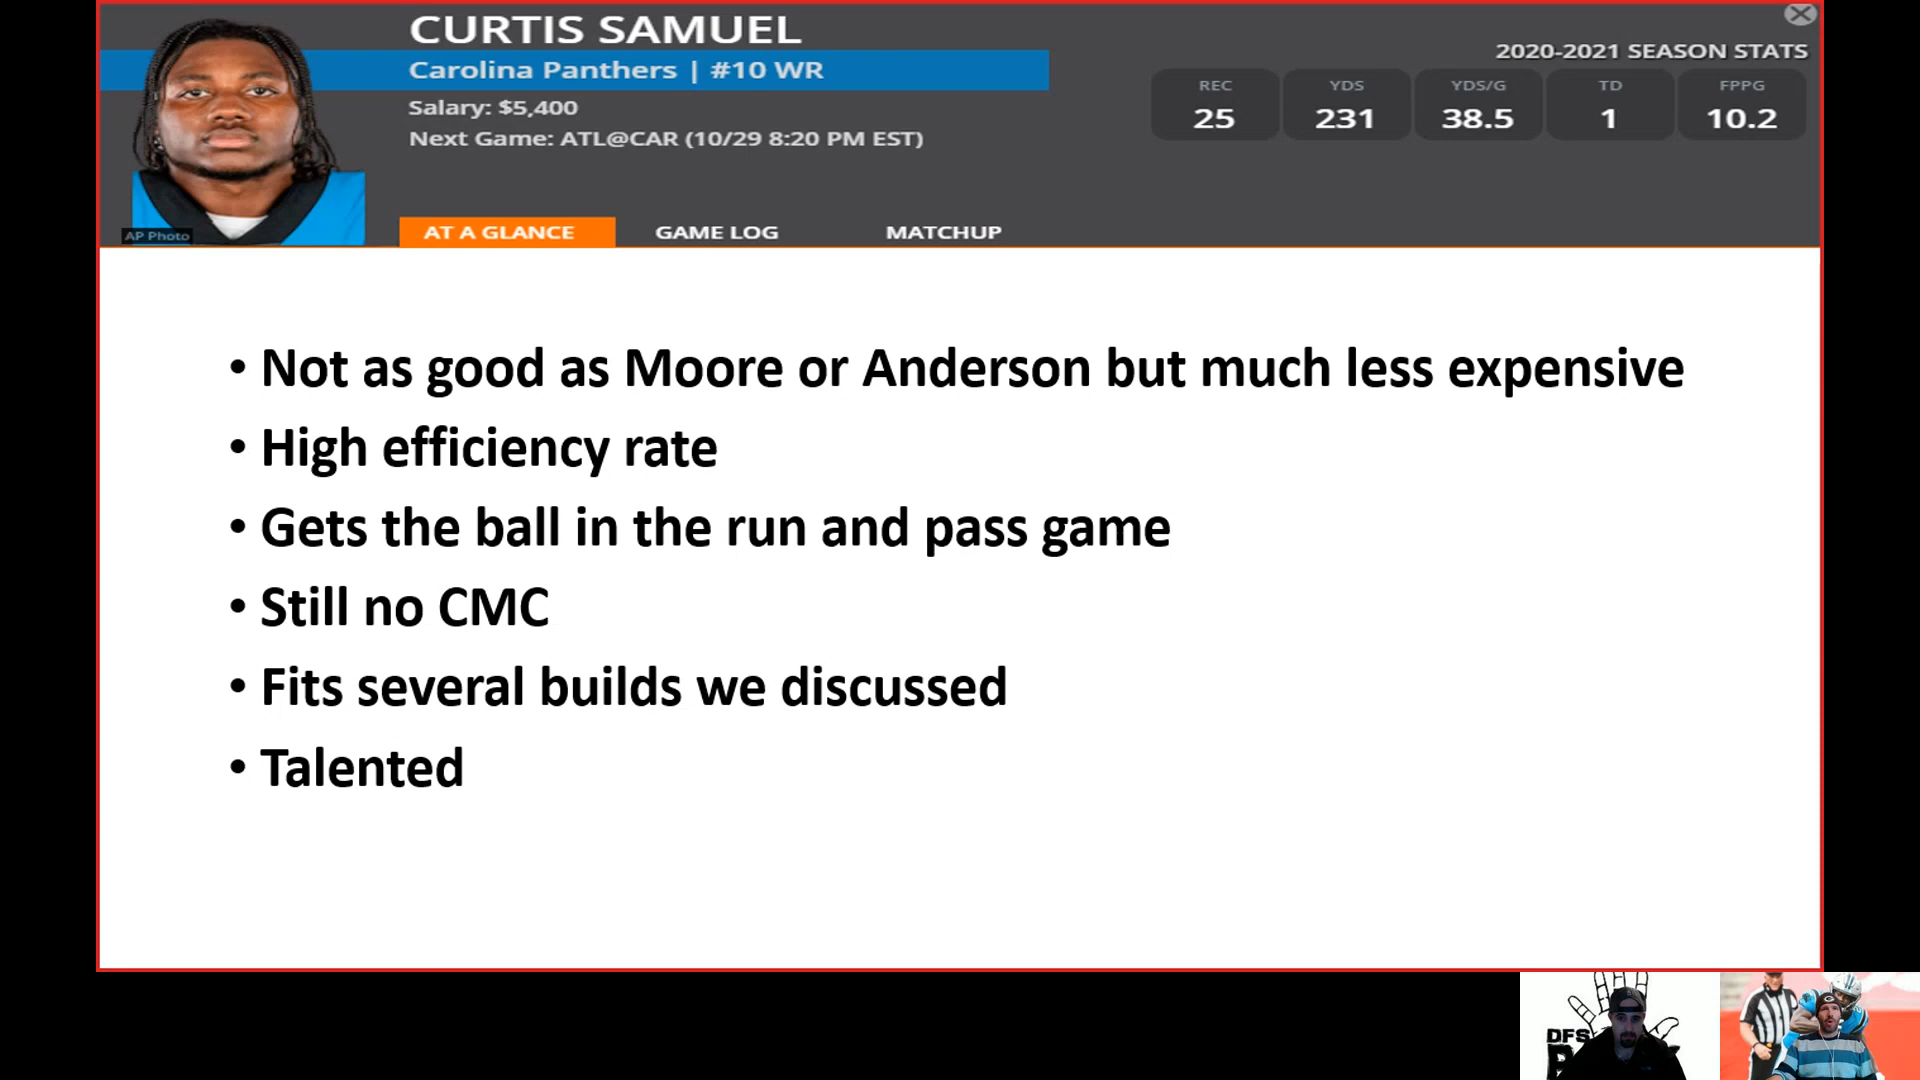 CURTIS SAMUEL
Carolina Panthers | #10 WR
Salary: $5,400
Next Game: ATL@CAR (10/29 8:20 PM EST)
2020-2021 SEASON STATS
REC YDS YDS/G TD FPPG
25 231 38.5 1 10.2
AP Photo
AT A GLANCE GAME LOG MATCHUP
• Not as good as Moore or Anderson but much less expensive
• High efficiency rate
• Gets the ball in the run and pass game
• Still no CMC
• Fits several builds we discussed
• Talented
DFS